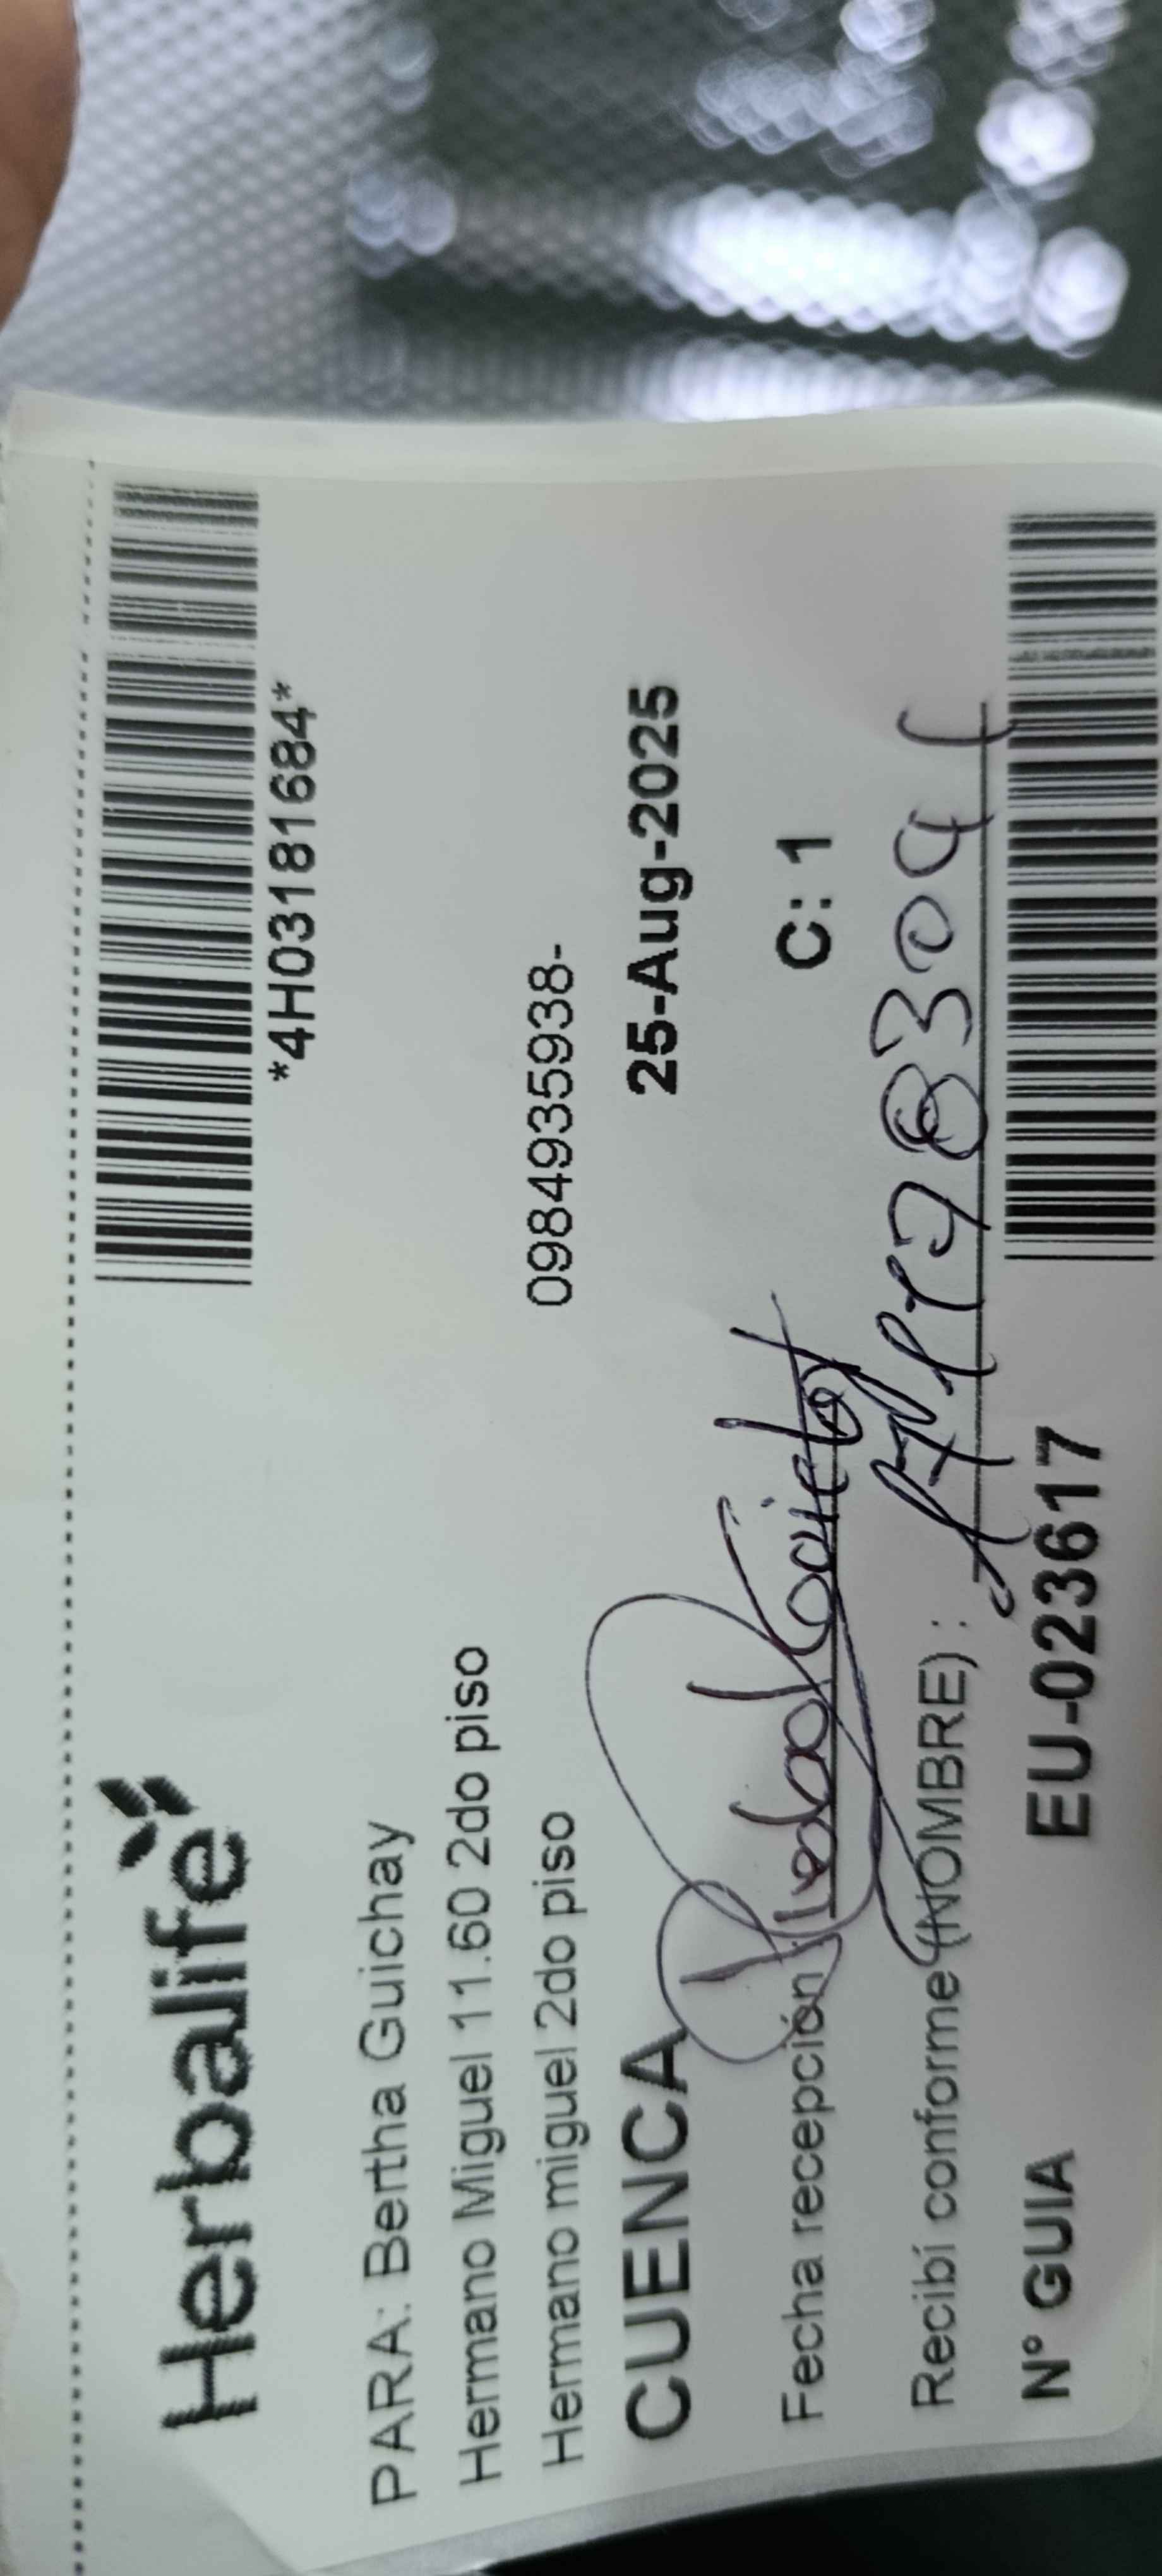 Herbalife
*4H03181684*
PARA: Bertha Guichay
Hermano Miguel 11.60 2do piso
0984935938-
Hermano miguel 2do piso
CUENCA 25-Aug-2025
Fecha recepción:
C: 1
Recibí conforme (NOMBRE) :
N° GUIA EU-023617